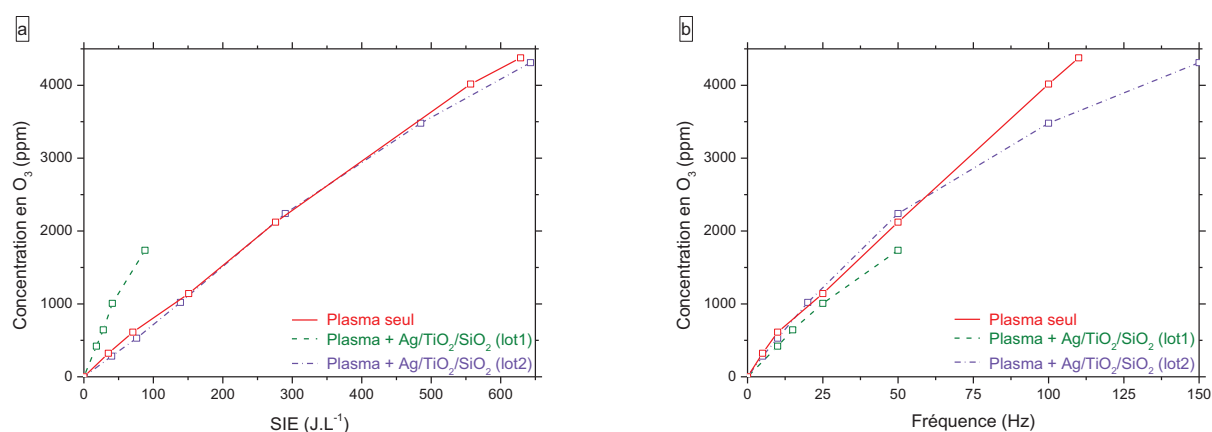 a
Concentration en O₃ (ppm)
4000
3000
2000
1000
0
0 100 200 300 400 500 600
SIE (J.L⁻¹)
Plasma seul
Plasma + Ag/TiO₂/SiO₂ (lot1)
Plasma + Ag/TiO₂/SiO₂ (lot2)
b
Concentration en O₃ (ppm)
4000
3000
2000
1000
0
0 25 50 75 100 125 150
Fréquence (Hz)
Plasma seul
Plasma + Ag/TiO₂/SiO₂ (lot1)
Plasma + Ag/TiO₂/SiO₂ (lot2)